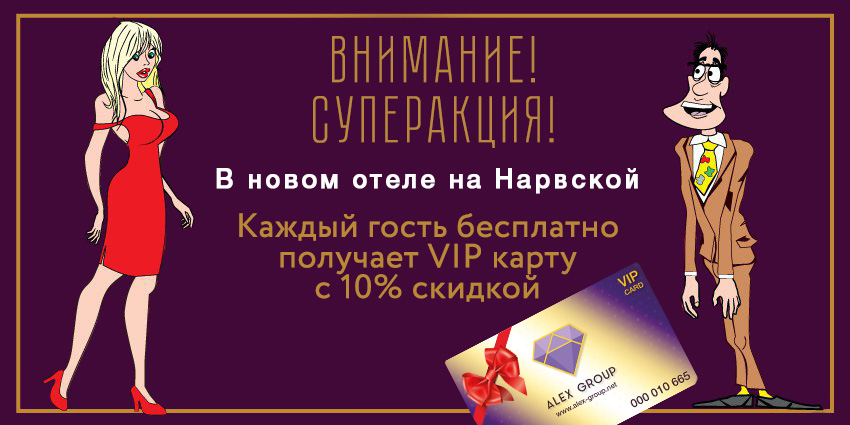 ВНИМАНИЕ!
СУПЕРАКЦИЯ!
В новом отеле на Нарвской
Каждый гость бесплатно
получает VIP карту
с 10% скидкой
VIP
CARD
ALEX GROUP
www.alex-group.net
000 010 665